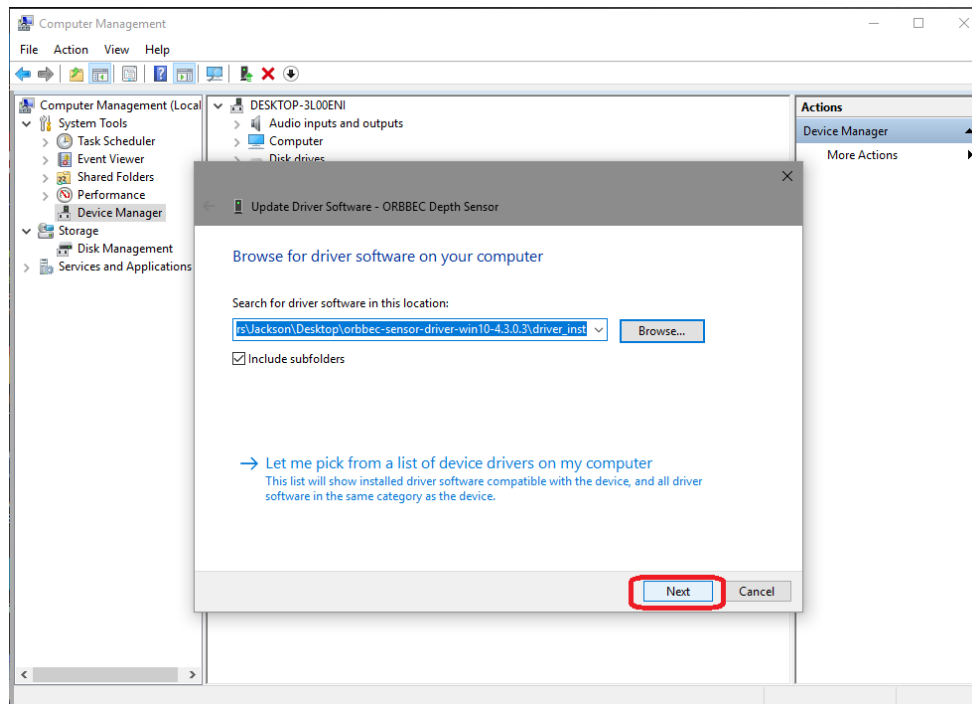 Computer Management
File Action View Help
Computer Management (Local
System Tools
Task Scheduler
Event Viewer
Shared Folders
Performance
Device Manager
Storage
Disk Management
Services and Applications
DESKTOP-3L00ENI
Audio inputs and outputs
Computer
Disk drives
Actions
Device Manager
More Actions
Update Driver Software - ORBBEC Depth Sensor
Browse for driver software on your computer
Search for driver software in this location:
rs\Jackson\Desktop\orbbec-sensor-driver-win10-4.3.0.3\driver_inst
Browse...
Include subfolders
Let me pick from a list of device drivers on my computer
This list will show installed driver software compatible with the device, and all driver
software in the same category as the device.
Next
Cancel